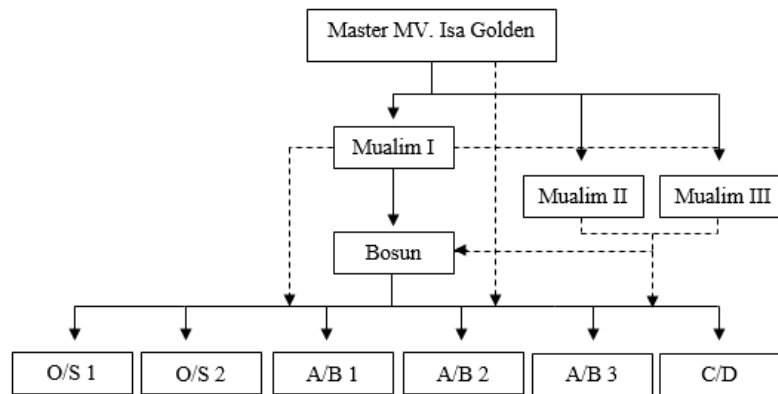 Master MV. Isa Golden
Mualim I
Mualim II
Mualim III
Bosun
O/S 1
O/S 2
A/B 1
A/B 2
A/B 3
C/D